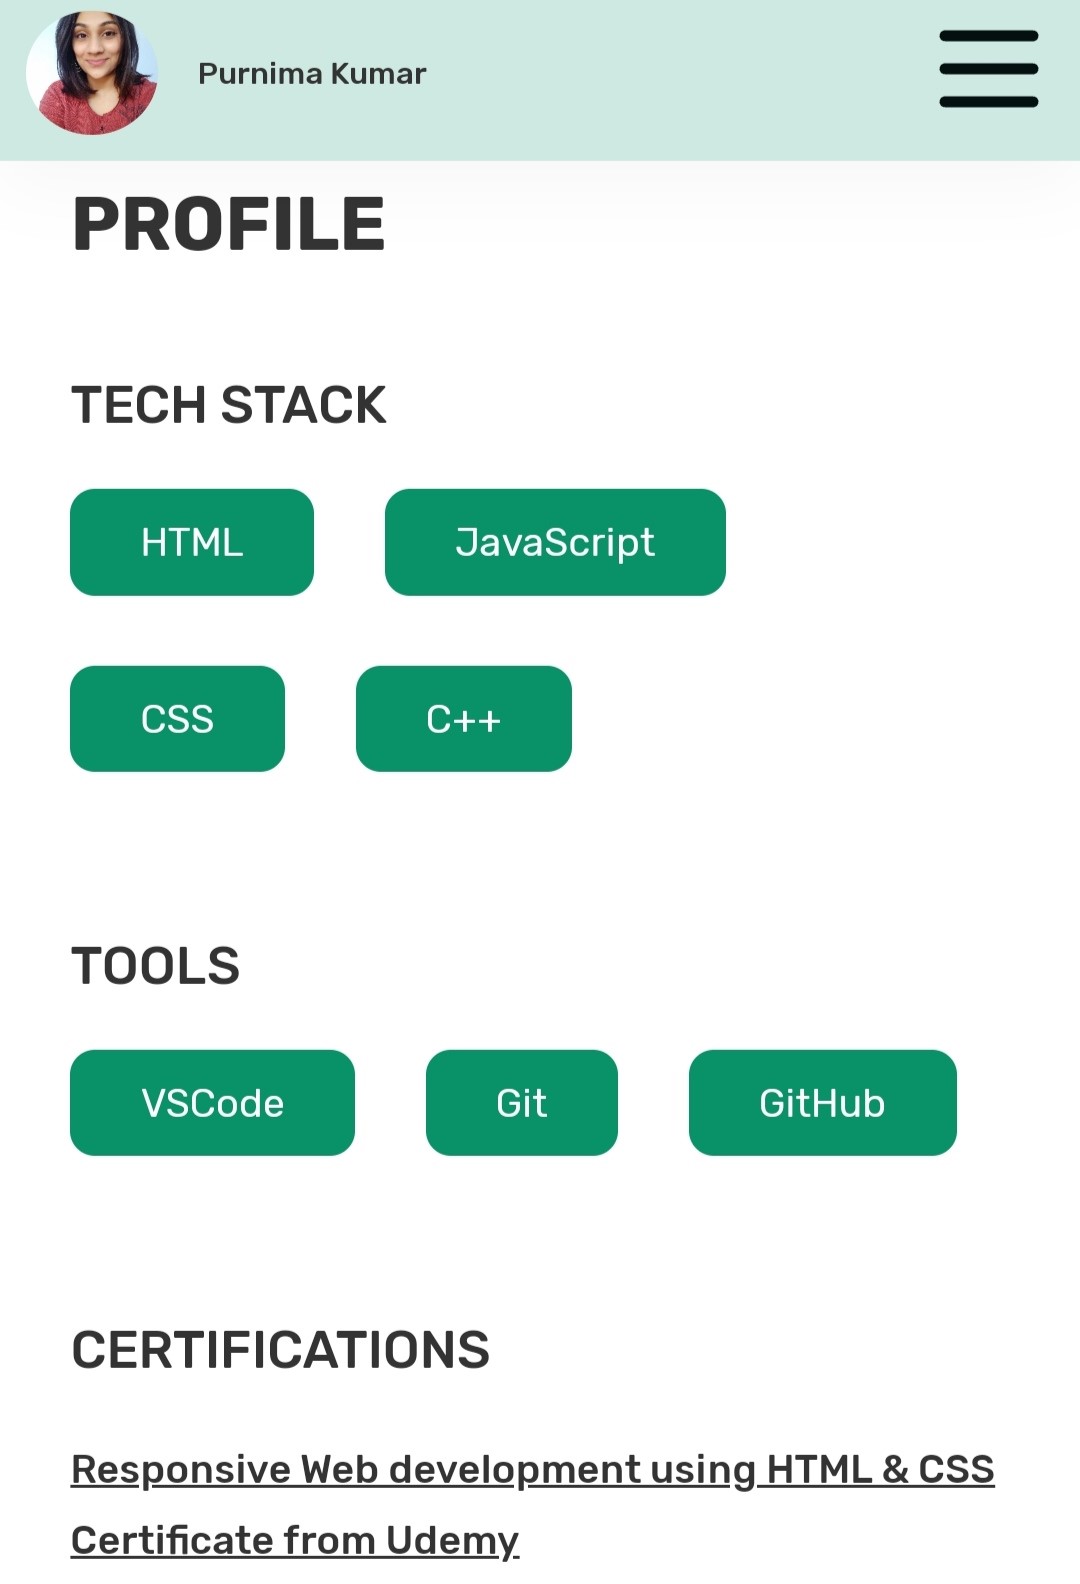 Purnima Kumar
PROFILE
TECH STACK
HTML
JavaScript
CSS
C++
TOOLS
VSCode
Git
GitHub
CERTIFICATIONS
Responsive Web development using HTML & CSS
Certificate from Udemy